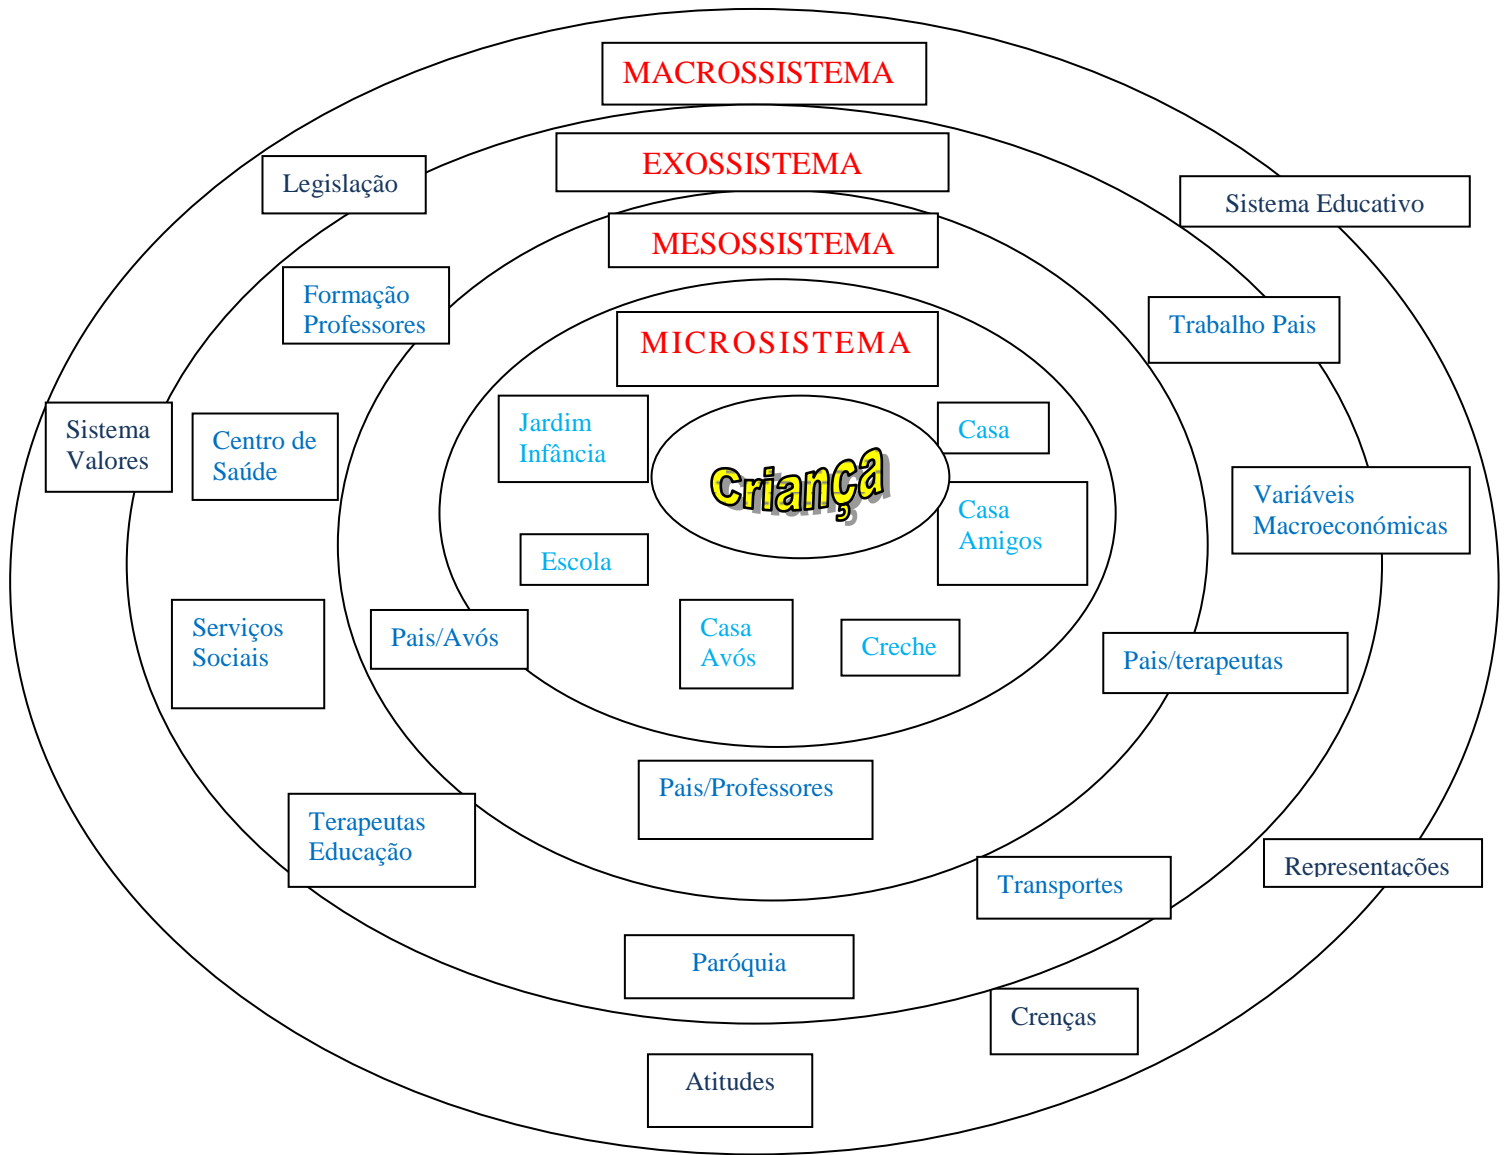 MACROSSISTEMA
EXOSSISTEMA
Legislação
Sistema Educativo
MESOSSISTEMA
Formação
Professores
Trabalho Pais
MICROSISTEMA
Jardim
Infância
Casa
Sistema
Valores
Centro de
Saúde
Criança
Variáveis
Macroeconómicas
Casa
Amigos
Escola
Serviços
Sociais
Pais/Avós
Casa
Avós
Creche
Pais/terapeutas
Pais/Professores
Terapeutas
Educação
Representações
Transportes
Paróquia
Crenças
Atitudes